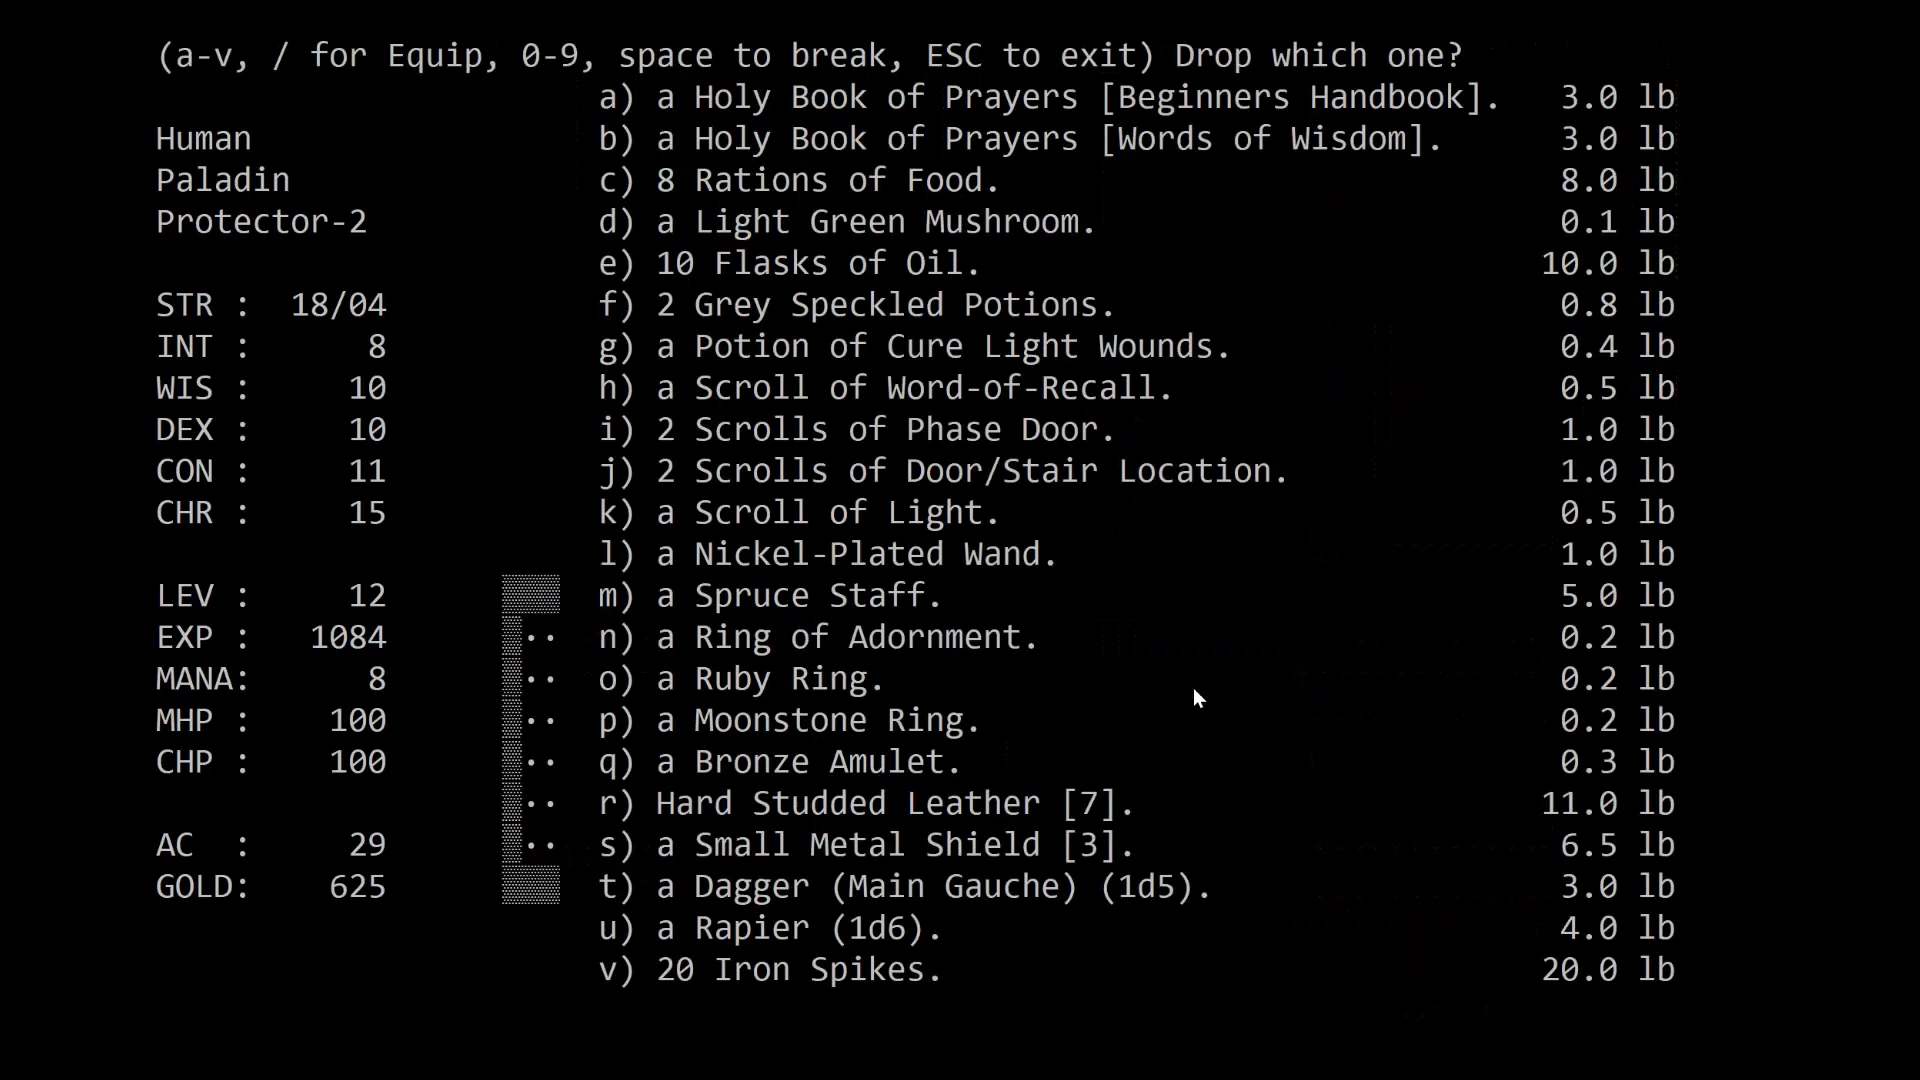 (a-v, / for Equip, 0-9, space to break, ESC to exit) Drop which one?
a) a Holy Book of Prayers [Beginners Handbook]. 3.0 lb
Human b) a Holy Book of Prayers [Words of Wisdom]. 3.0 lb
Paladin c) 8 Rations of Food. 8.0 lb
Protector-2 d) a Light Green Mushroom. 0.1 lb
e) 10 Flasks of Oil. 10.0 lb
STR : 18/04 f) 2 Grey Speckled Potions. 0.8 lb
INT : 8 g) a Potion of Cure Light Wounds. 0.4 lb
WIS : 10 h) a Scroll of Word-of-Recall. 0.5 lb
DEX : 10 i) 2 Scrolls of Phase Door. 1.0 lb
CON : 11 j) 2 Scrolls of Door/Stair Location. 1.0 lb
CHR : 15 k) a Scroll of Light. 0.5 lb
l) a Nickel-Plated Wand. 1.0 lb
LEV : 12 m) a Spruce Staff. 5.0 lb
EXP : 1084 n) a Ring of Adornment. 0.2 lb
MANA: 8 o) a Ruby Ring. 0.2 lb
MHP : 100 p) a Moonstone Ring. 0.2 lb
CHP : 100 q) a Bronze Amulet. 0.3 lb
r) Hard Studded Leather [7]. 11.0 lb
AC : 29 s) a Small Metal Shield [3]. 6.5 lb
GOLD: 625 t) a Dagger (Main Gauche) (1d5). 3.0 lb
u) a Rapier (1d6). 4.0 lb
v) 20 Iron Spikes. 20.0 lb